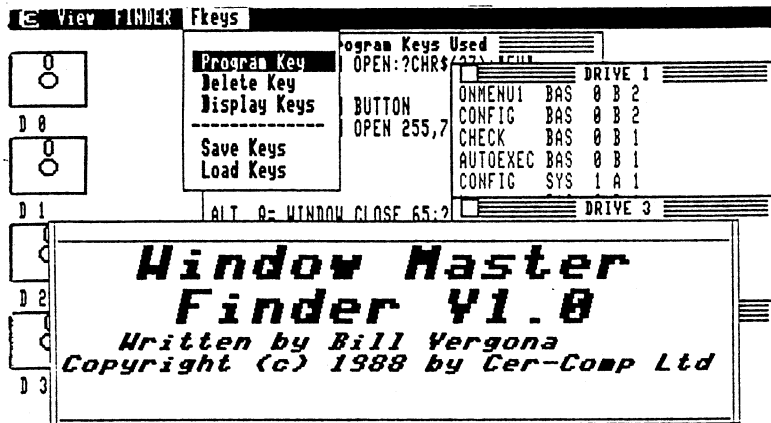 View FINDER Fkeys
Program Keys Used
Program Key
Delete Key
Display Keys
---------------
Save Keys
Load Keys
OPEN:?CHR$(27)
BUTTON
OPEN 255,7
ALT A= WINDOW CLOSE 65:?
DRIVE 1
ONMENU1 BAS 0 B 2
CONFIG BAS 0 B 2
CHECK BAS 0 B 1
AUTOEXEC BAS 0 B 1
CONFIG SYS 1 A 1
DRIVE 3
D 0
D 1
D 2
D 3
Window Master
Finder V1.0
Written by Bill Vergona
Copyright (c) 1988 by Cer-Comp Ltd